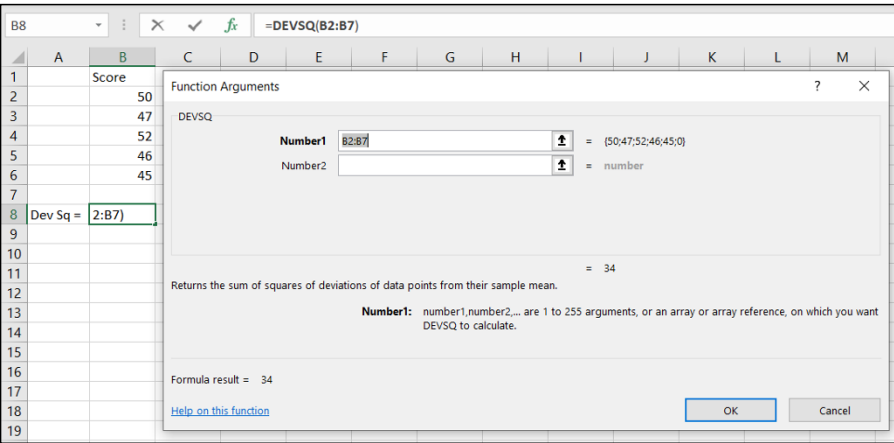 B8 fx =DEVSQ(B2:B7)
A B C D E F G H I J K L M
1 Score
2 50
3 47
4 52
5 46
6 45
7
8 Dev Sq = 2:B7)
9
10
11
12
13
14
15
16
17
18
19
Function Arguments ? ×
DEVSQ
Number1 B2:B7 = {50;47;52;46;45;0}
Number2 = number
= 34
Returns the sum of squares of deviations of data points from their sample mean.
Number1: number1,number2,... are 1 to 255 arguments, or an array or array reference, on which you want
DEVSQ to calculate.
Formula result = 34
Help on this function OK Cancel